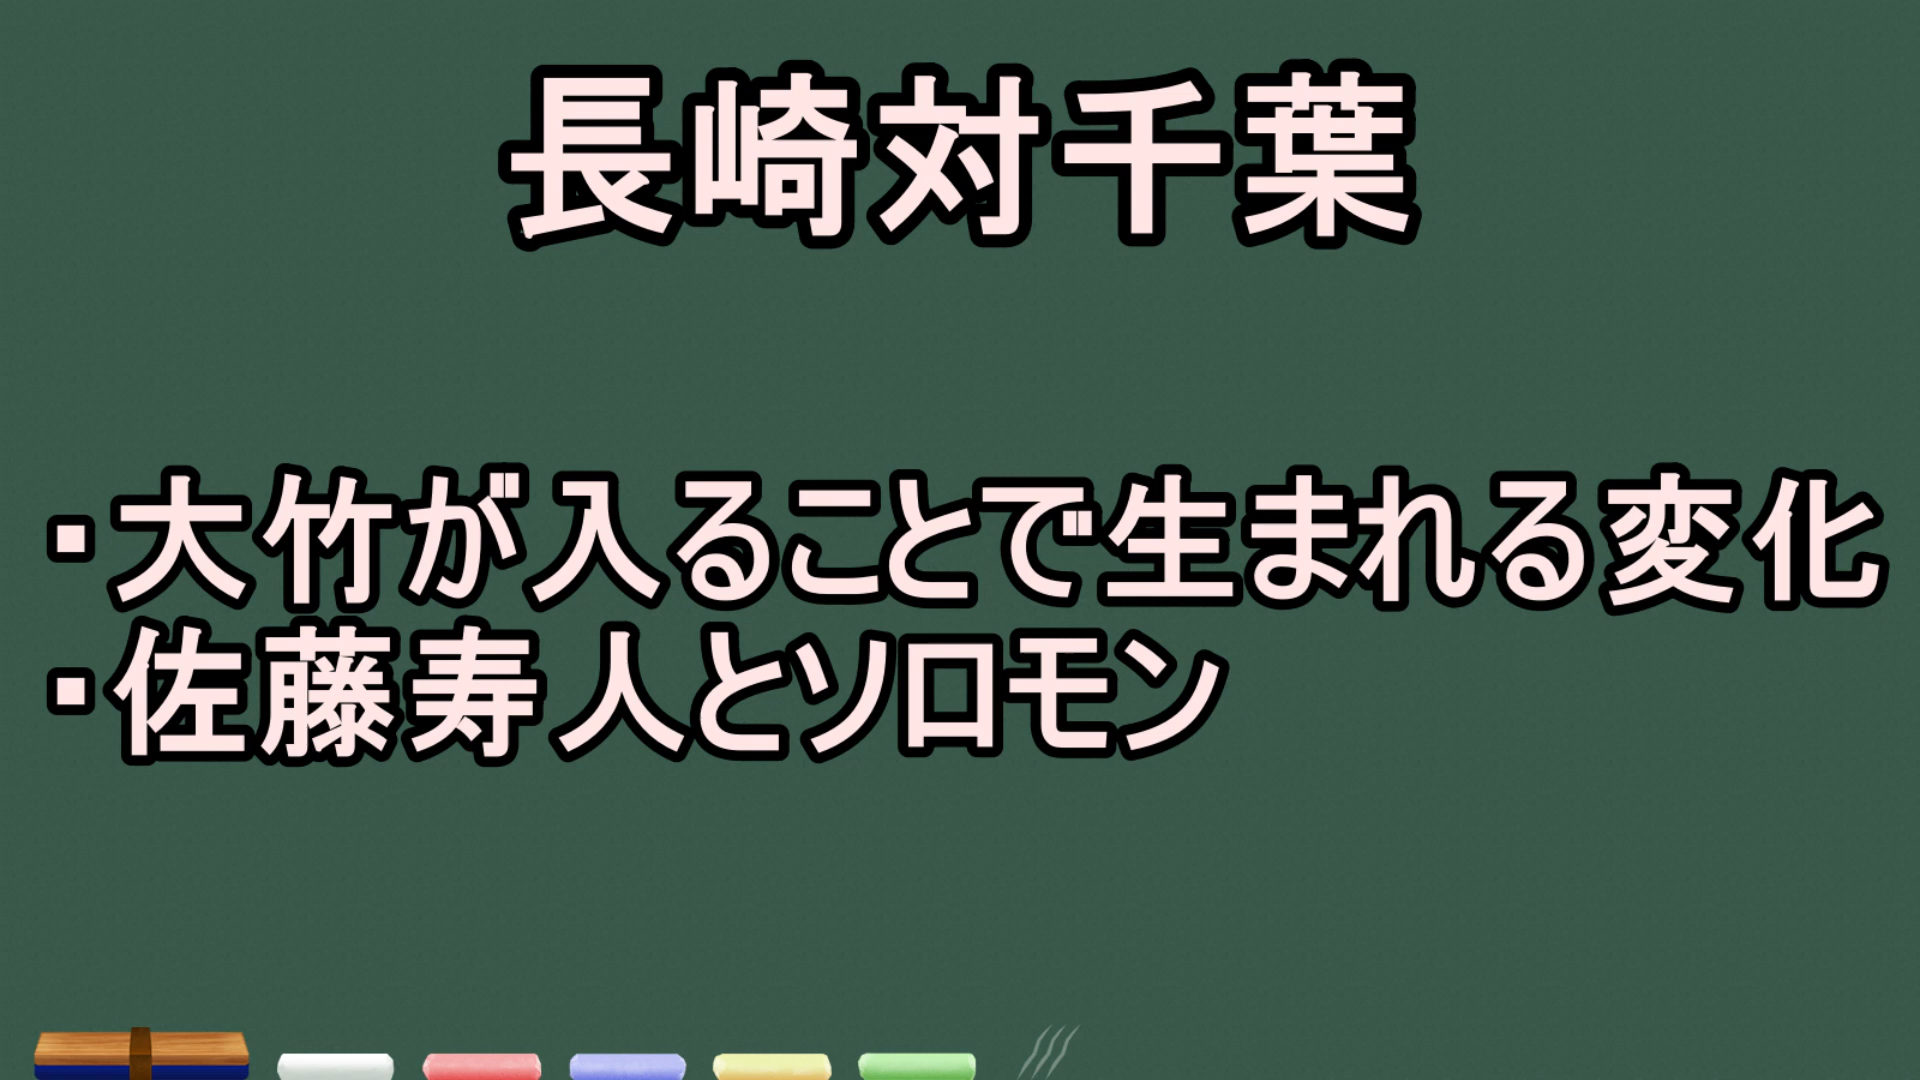 長崎対千葉
・大竹が入ることで生まれる変化
・佐藤寿人とソロモン